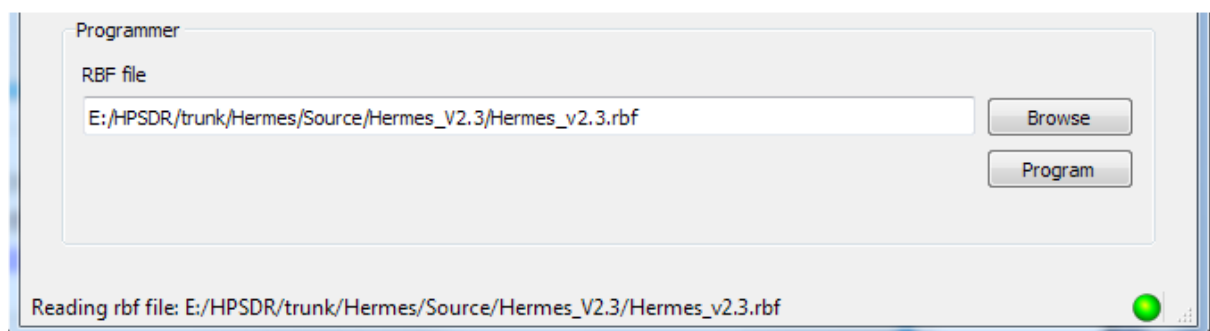 Programmer
RBF file
E:/HPSDR/trunk/Hermes/Source/Hermes_V2.3/Hermes_v2.3.rbf
Browse
Program
Reading rbf file: E:/HPSDR/trunk/Hermes/Source/Hermes_V2.3/Hermes_v2.3.rbf